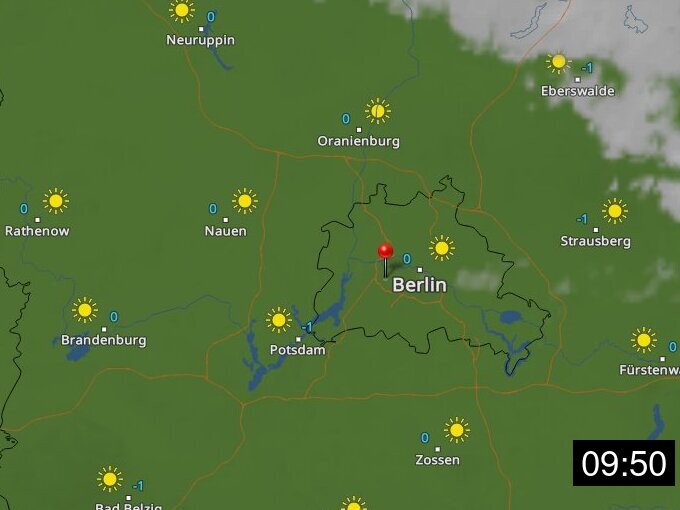 0
Neuruppin
-1
Eberswalde
0
Oranienburg
0
Rathenow
0
Nauen
-1
Strausberg
0
Berlin
0
Brandenburg
-1
Potsdam
0
Fürstenwa
0
Zossen
09:50
-1
Bad Belzig